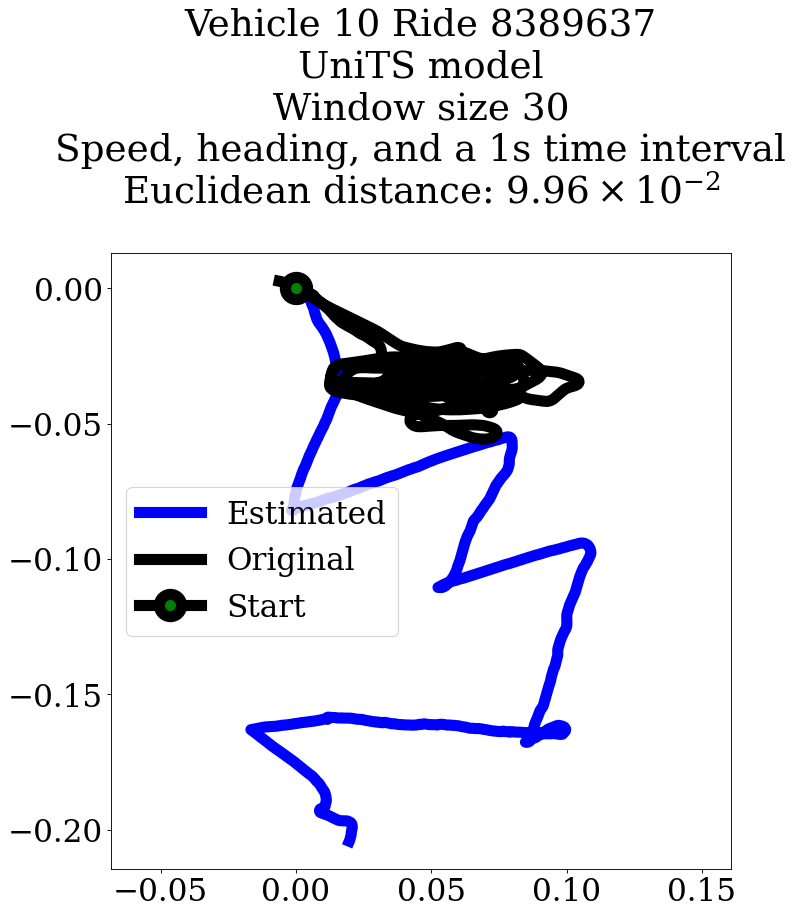 Vehicle 10 Ride 8389637
UniTS model
Window size 30
Speed, heading, and a 1s time interval
Euclidean distance: 9.96 × 10⁻²
0.00
−0.05
−0.10
−0.15
−0.20
Estimated
Original
Start
−0.05 0.00 0.05 0.10 0.15